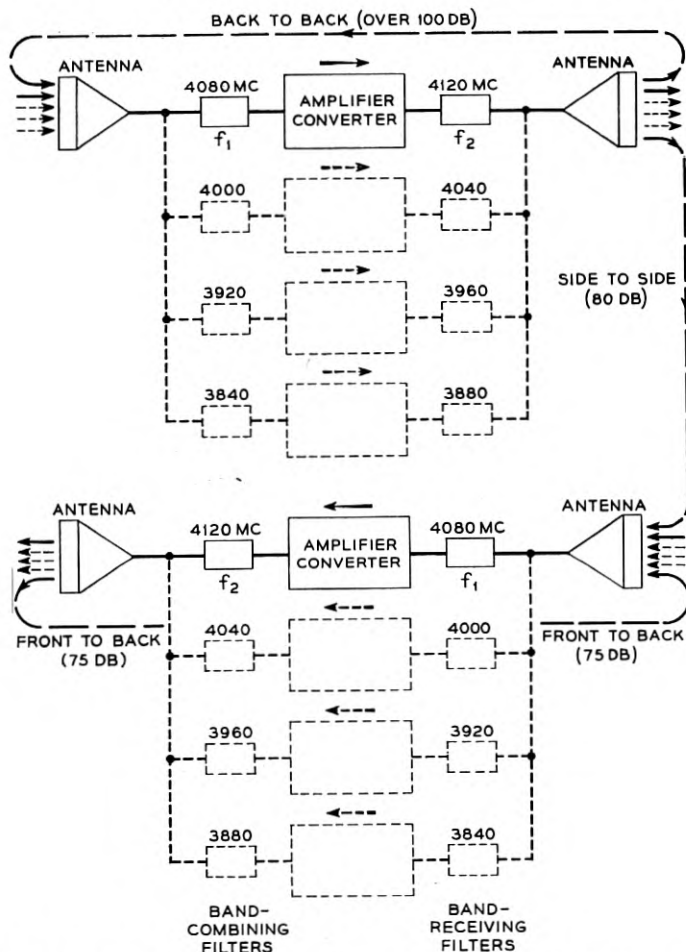 BACK TO BACK (OVER 100 DB)
ANTENNA
ANTENNA
4080 MC
4120 MC
AMPLIFIER
CONVERTER
f1
f2
4000
4040
3920
3960
SIDE TO SIDE
(80 DB)
3840
3880
ANTENNA
ANTENNA
4120 MC
4080 MC
AMPLIFIER
CONVERTER
f2
f1
FRONT TO BACK
(75 DB)
FRONT TO BACK
(75 DB)
4040
4000
3960
3920
3880
3840
BAND-
COMBINING
FILTERS
BAND-
RECEIVING
FILTERS